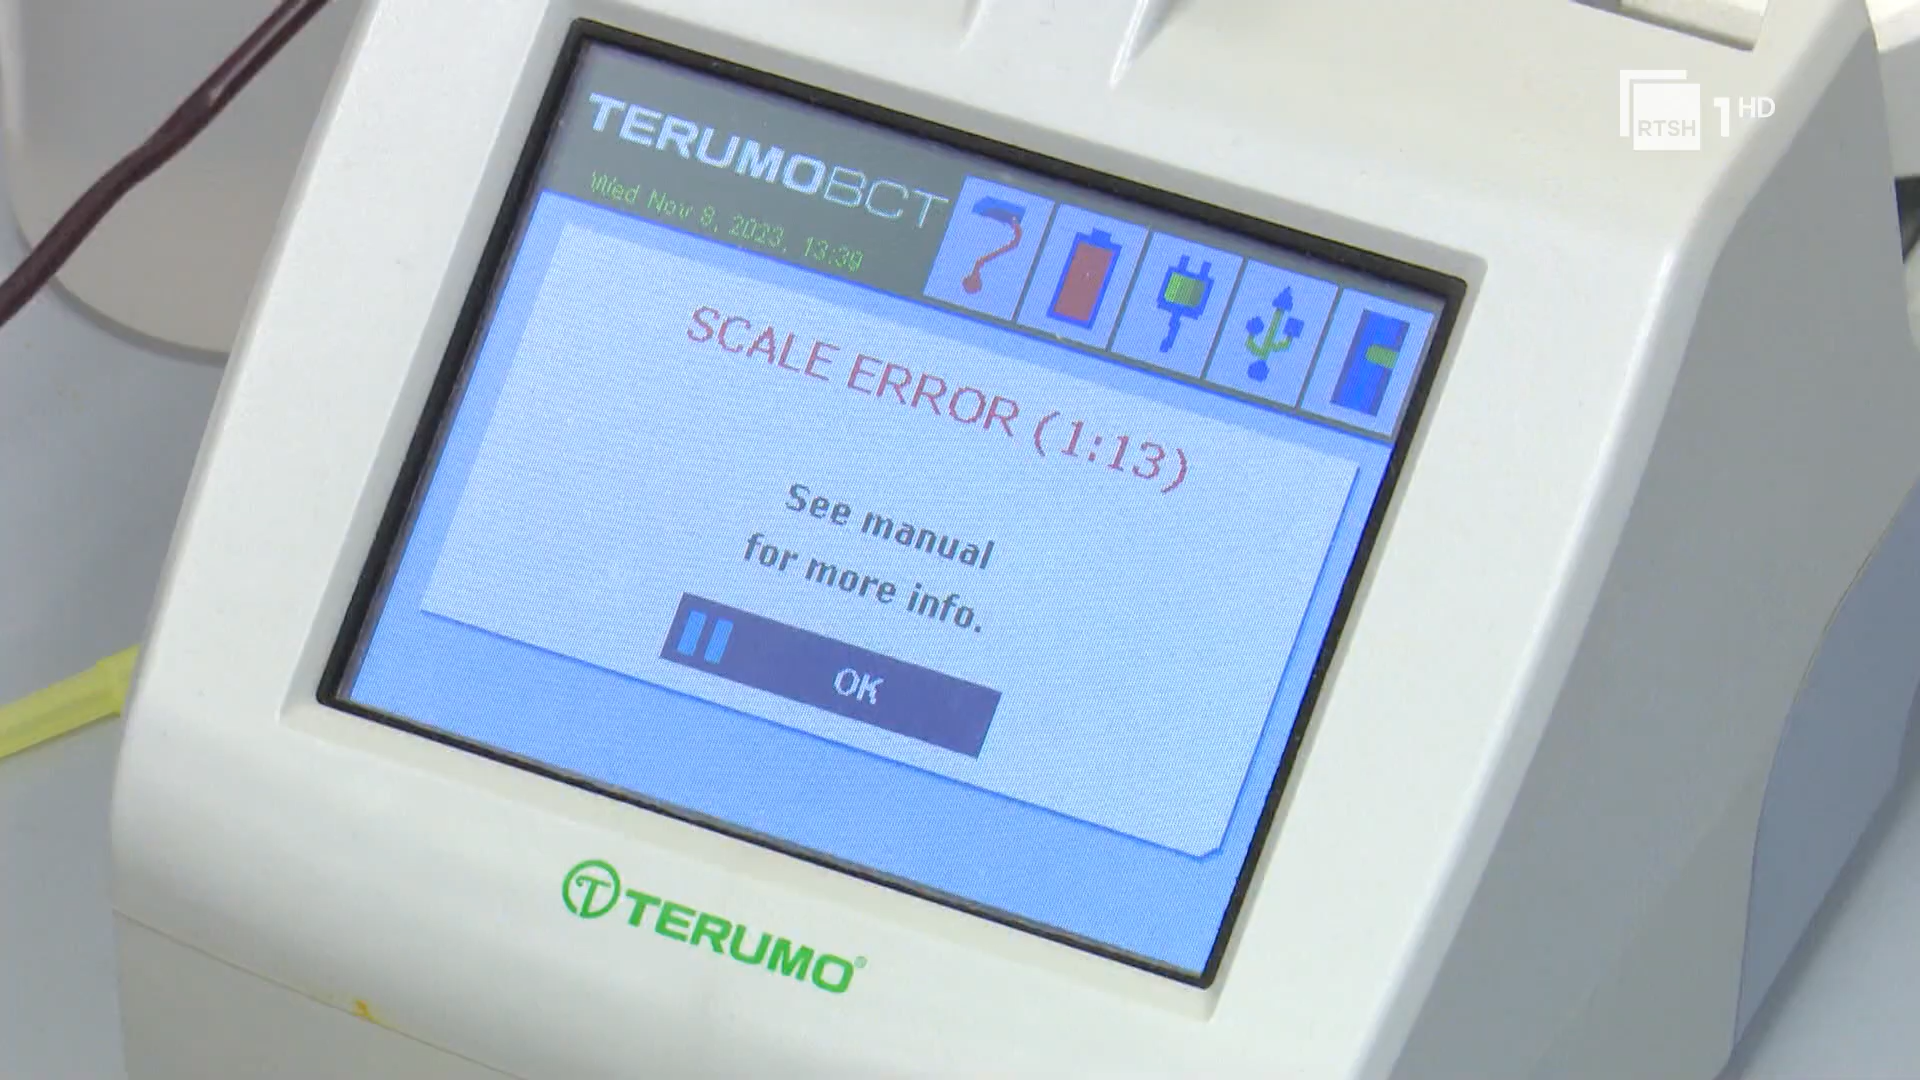 RTSH 1 HD
TERUMOBCT
Wed Nov 8, 2023, 13:39
SCALE ERROR (1:13)
See manual
for more info.
OK
TERUMO®